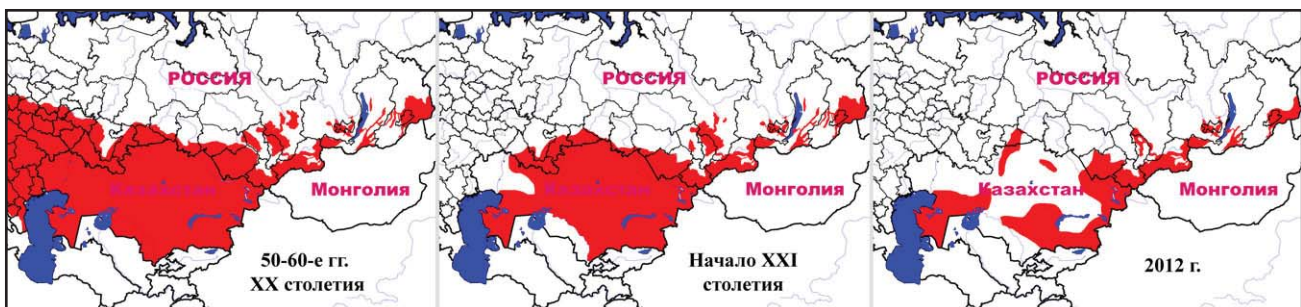 РОССИЯ
Казахстан
Монголия
50-60-е гг.
XX столетия
РОССИЯ
Казахстан
Монголия
Начало XXI
столетия
РОССИЯ
Казахстан
Монголия
2012 г.